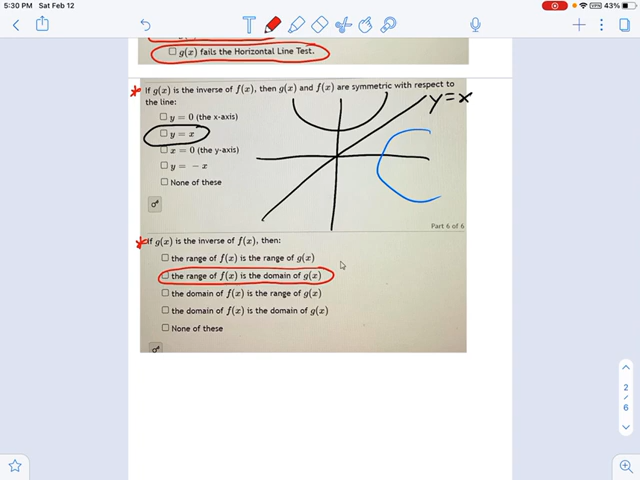 5:30 PM Sat Feb 12
43%
T
g(x) fails the Horizontal Line Test.
If g(x) is the inverse of f(x), then g(x) and f(x) are symmetric with respect to
the line:
y = 0 (the x-axis)
y = x
y = x
x = 0 (the y-axis)
y = − x
None of these
Part 6 of 6
If g(x) is the inverse of f(x), then:
the range of f(x) is the range of g(x)
the range of f(x) is the domain of g(x)
the domain of f(x) is the range of g(x)
the domain of f(x) is the domain of g(x)
None of these
2
/
6